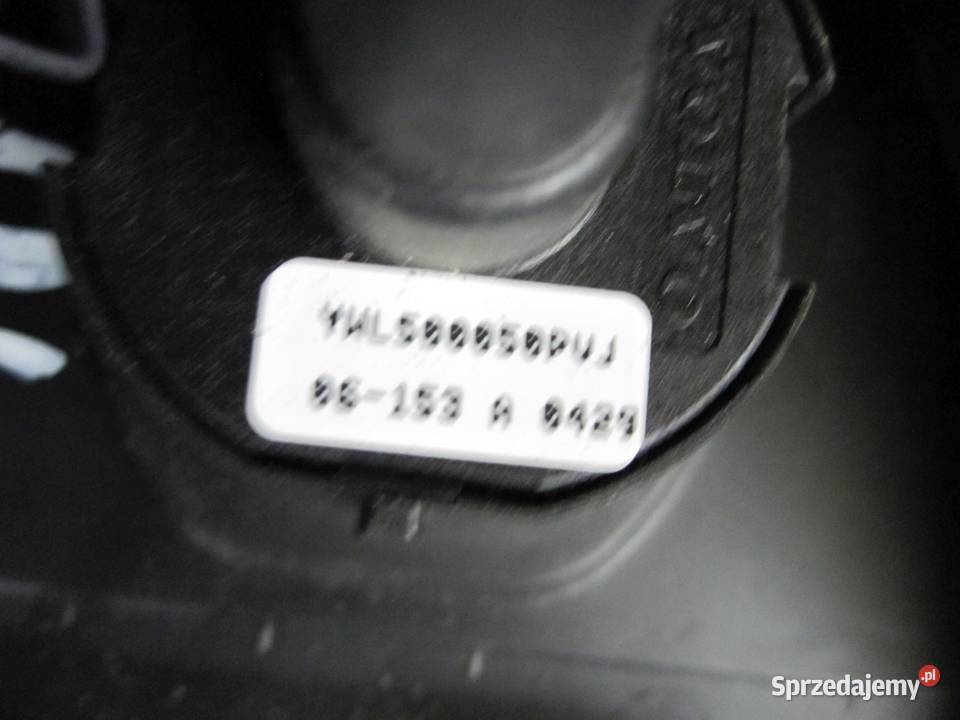 YWL500050PVJ
06-153 A 0429
Sprzedajemy.pl